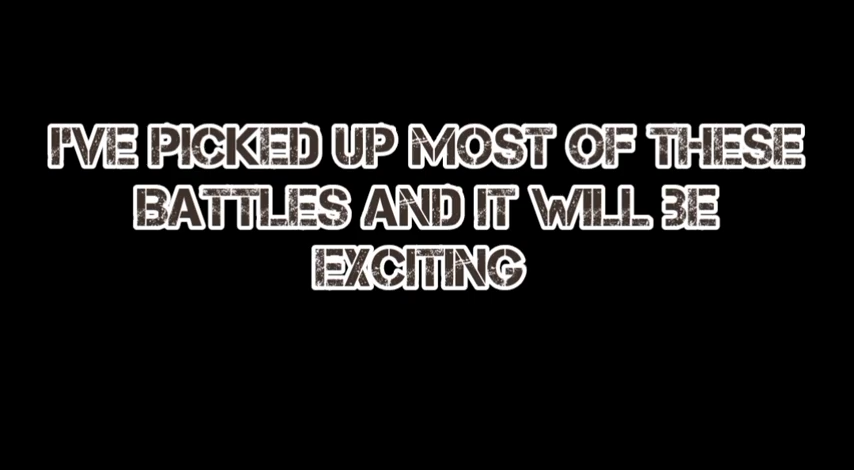 I'VE PICKED UP MOST OF THESE
BATTLES AND IT WILL BE
EXCITING